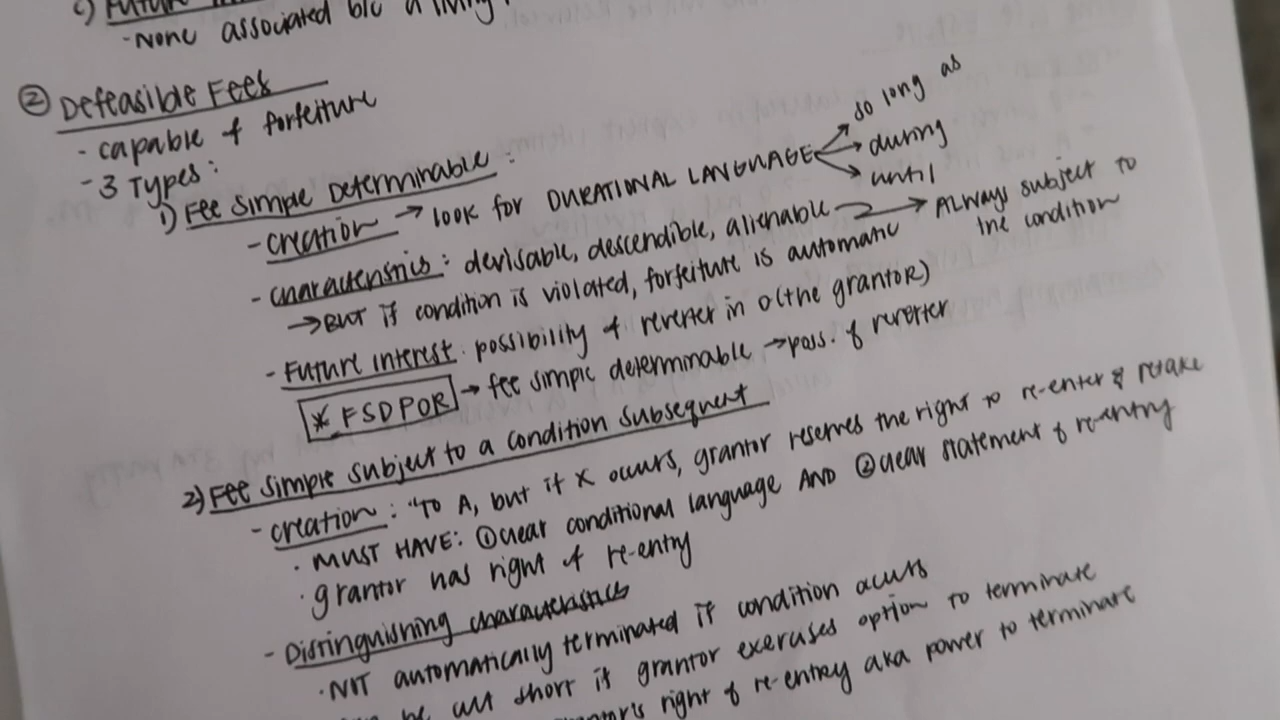 c) Future
-None associated b/c a living
② Defeasible Fees
- capable of forfeiture
- 3 Types:
1) Fee Simple Determinable
- creation → look for DURATIONAL LANGUAGE → so long as
→ during
→ until
- characteristics: devisable, descendible, alienable → ALWAYS subject to the condition
→ BUT if condition is violated, forfeiture is automatic
- Future interest: possibility of reverter in O (the grantor)
* FSDPOR → fee simple determinable → poss. of reverter
2) Fee simple subject to a condition subsequent
- creation: "To A, but if X occurs, grantor reserves the right to re-enter & retake
· MUST HAVE: ① clear conditional language AND ② clear statement of re-entry
· grantor has right of re-entry
- Distinguishing characteristics
· NOT automatically terminated if condition occurs
be cut short if grantor exercises option to terminate
right of re-entry aka power to terminate